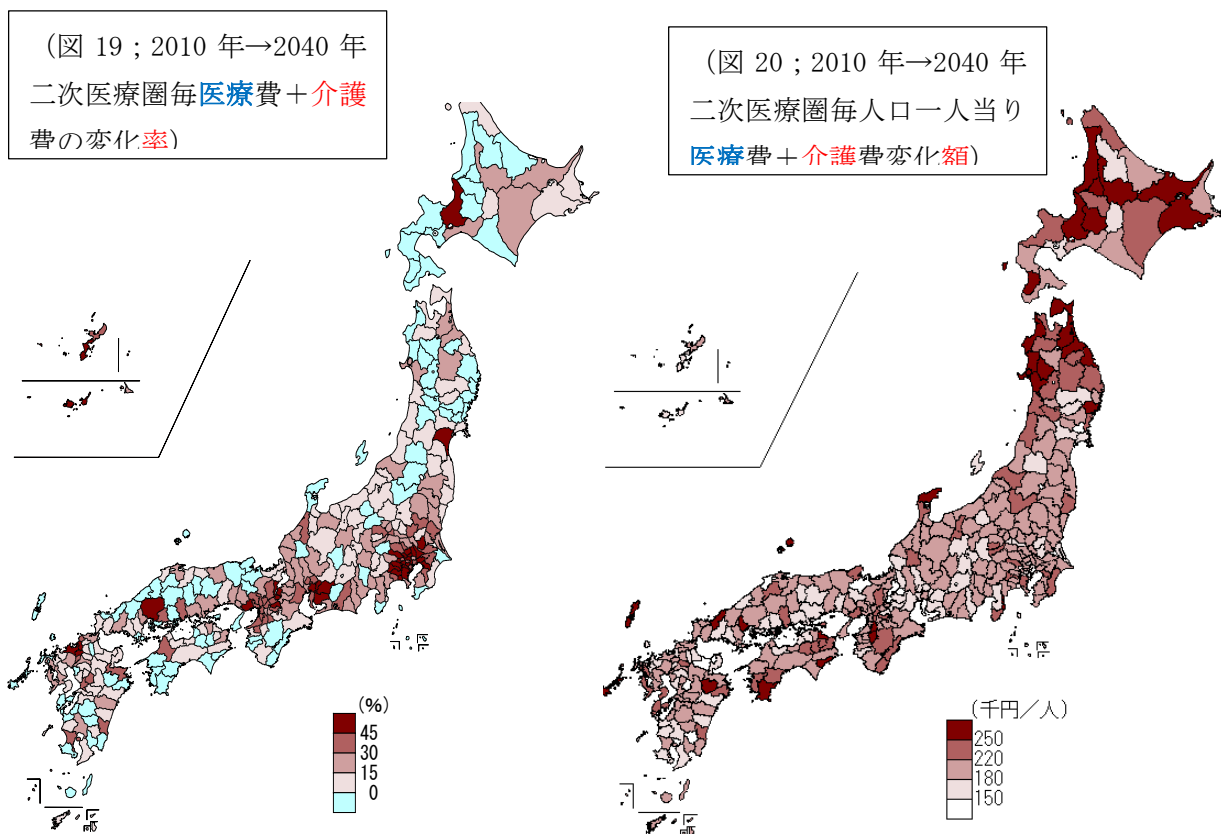 (図 19；2010 年→2040 年
二次医療圏毎医療費＋介護
費の変化率)
(図 20；2010 年→2040 年
二次医療圏毎人口一人当り
医療費＋介護費変化額)
(%)
45
30
15
0
(千円／人)
250
220
180
150